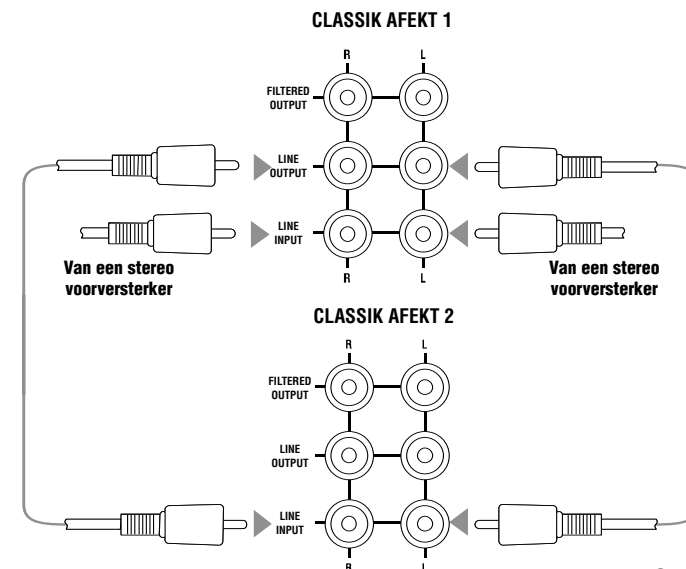 CLASSIK AFEKT 1
R L
FILTERED
OUTPUT
LINE
OUTPUT
LINE
INPUT
R L
Van een stereo
voorversterker
Van een stereo
voorversterker
CLASSIK AFEKT 2
R L
FILTERED
OUTPUT
LINE
OUTPUT
LINE
INPUT
R L